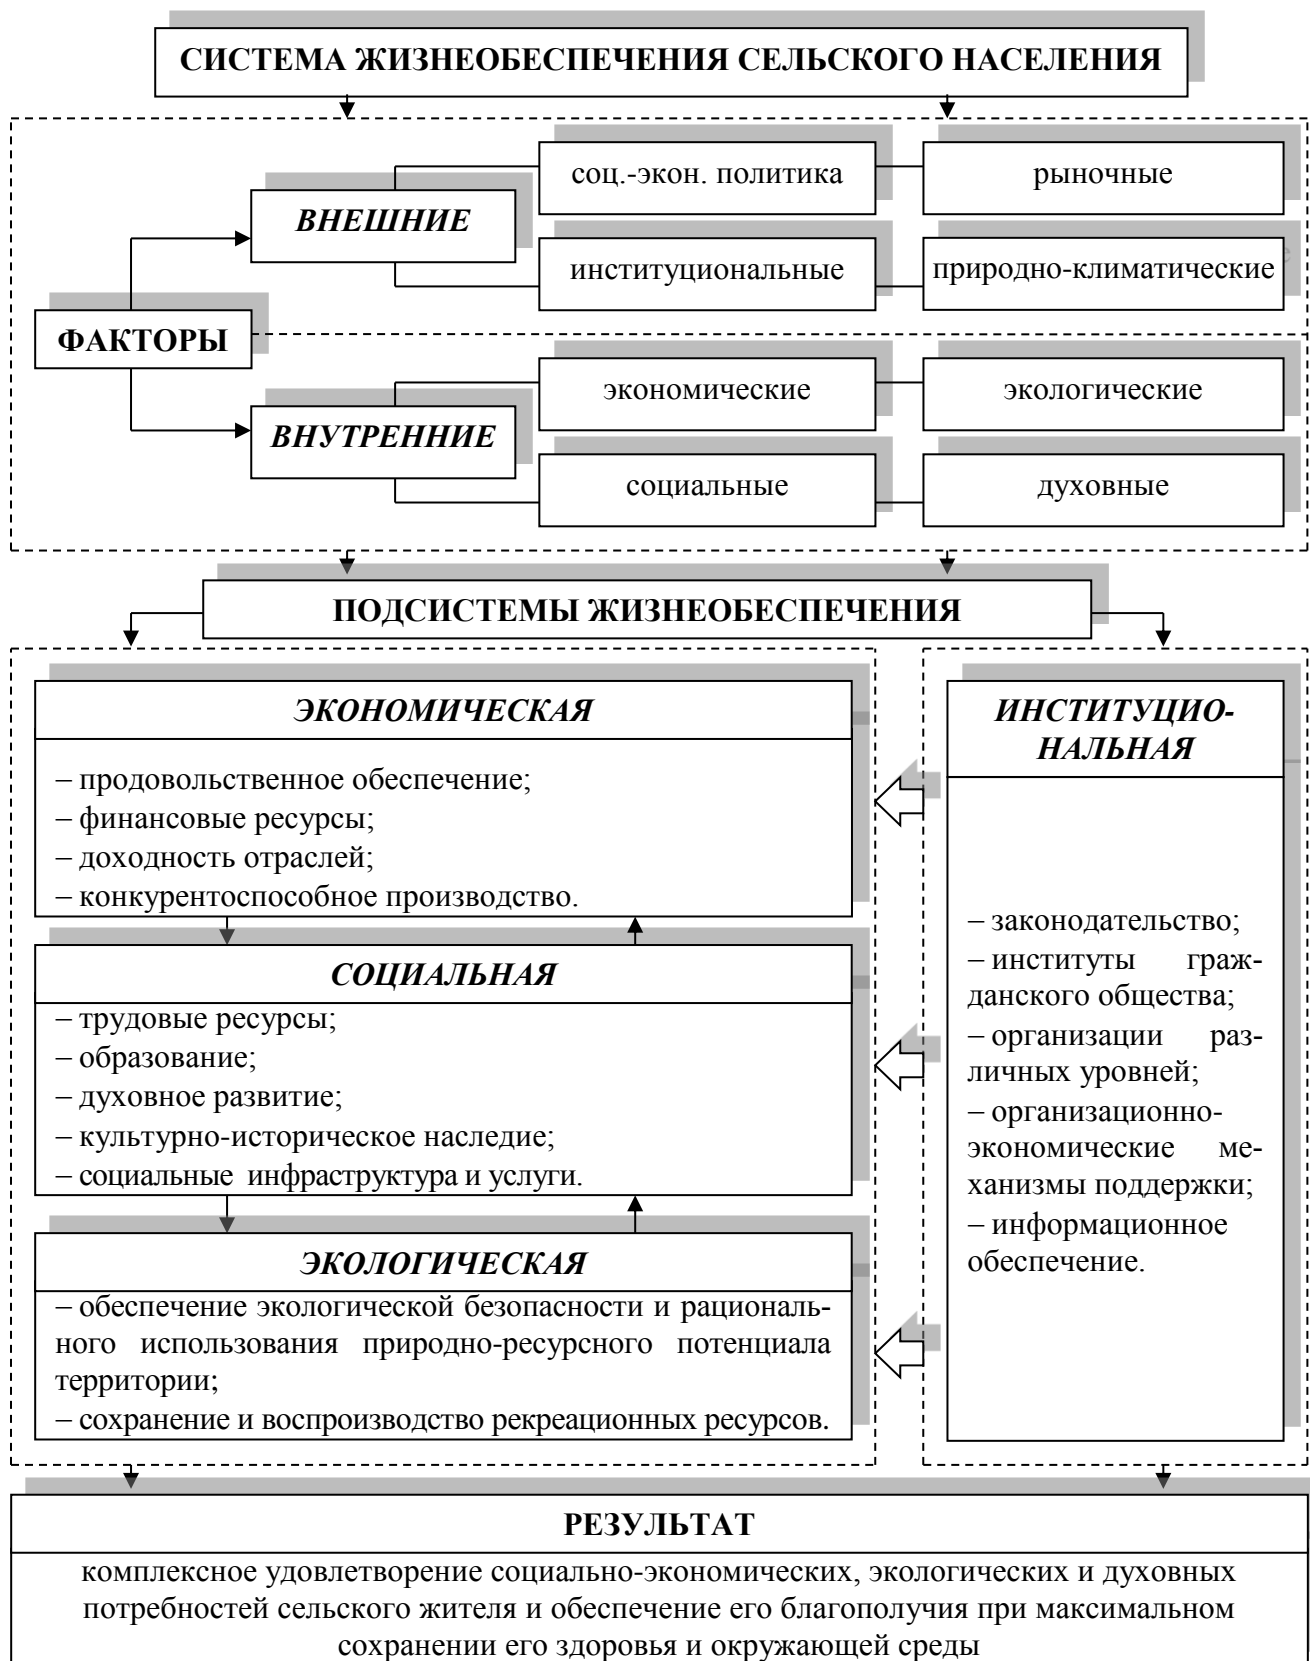 СИСТЕМА ЖИЗНЕОБЕСПЕЧЕНИЯ СЕЛЬСКОГО НАСЕЛЕНИЯ
соц.-экон. политика
рыночные
ВНЕШНИЕ
институциональные
природно-климатические
ФАКТОРЫ
экономические
экологические
ВНУТРЕННИЕ
социальные
духовные
ПОДСИСТЕМЫ ЖИЗНЕОБЕСПЕЧЕНИЯ
ЭКОНОМИЧЕСКАЯ
– продовольственное обеспечение;
– финансовые ресурсы;
– доходность отраслей;
– конкурентоспособное производство.
СОЦИАЛЬНАЯ
– трудовые ресурсы;
– образование;
– духовное развитие;
– культурно-историческое наследие;
– социальные инфраструктура и услуги.
ЭКОЛОГИЧЕСКАЯ
– обеспечение экологической безопасности и рациональ-
ного использования природно-ресурсного потенциала
территории;
– сохранение и воспроизводство рекреационных ресурсов.
ИНСТИТУЦИО-
НАЛЬНАЯ
– законодательство;
– институты граж-
данского общества;
– организации раз-
личных уровней;
– организационно-
экономические ме-
ханизмы поддержки;
– информационное
обеспечение.
РЕЗУЛЬТАТ
комплексное удовлетворение социально-экономических, экологических и духовных
потребностей сельского жителя и обеспечение его благополучия при максимальном
сохранении его здоровья и окружающей среды